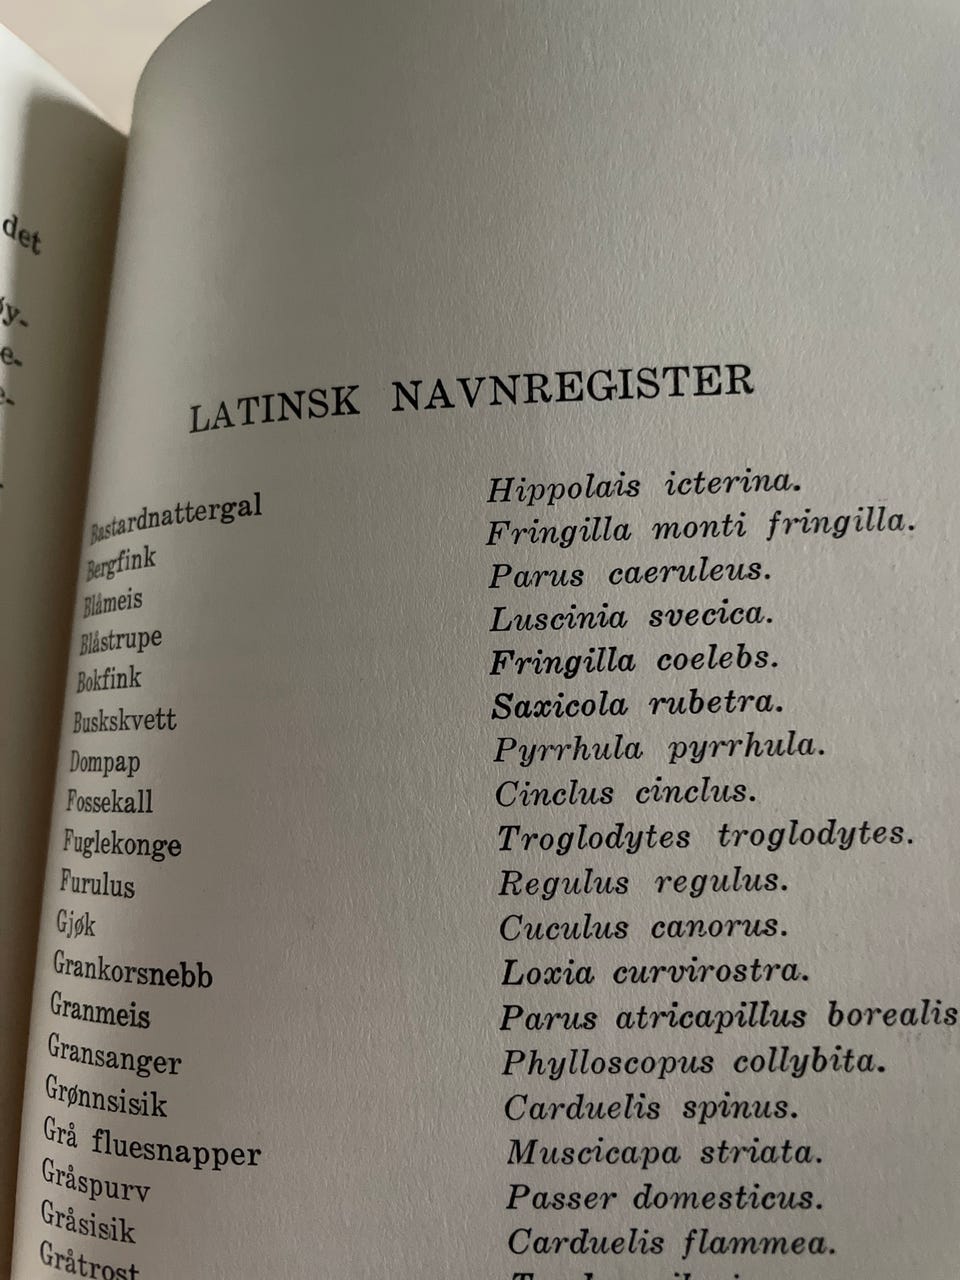 det
øy-
e-
e-
LATINSK NAVNREGISTER
Bastardnattergal Hippolais icterina.
Bergfink Fringilla monti fringilla.
Blåmeis Parus caeruleus.
Blåstrupe Luscinia svecica.
Bokfink Fringilla coelebs.
Buskskvett Saxicola rubetra.
Dompap Pyrrhula pyrrhula.
Fossekall Cinclus cinclus.
Fuglekonge Troglodytes troglodytes.
Furulus Regulus regulus.
Gjøk Cuculus canorus.
Grankorsnebb Loxia curvirostra.
Granmeis Parus atricapillus borealis
Gransanger Phylloscopus collybita.
Grønnsisik Carduelis spinus.
Grå fluesnapper Muscicapa striata.
Gråspurv Passer domesticus.
Gråsisik Carduelis flammea.
Gråtrost